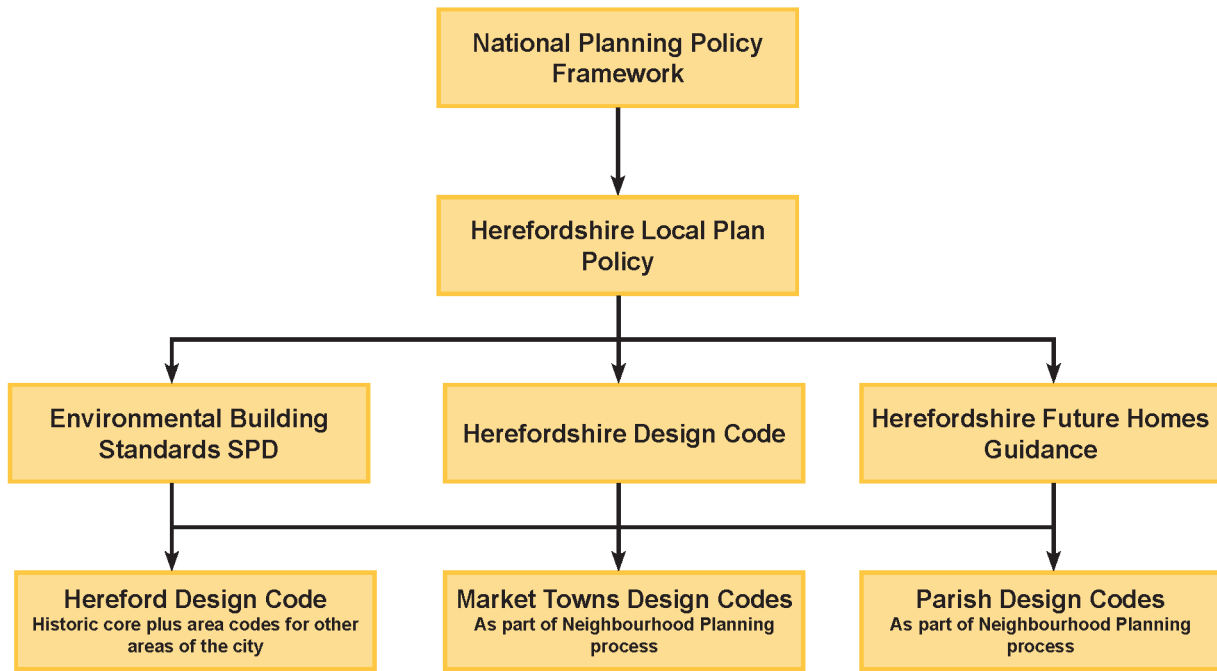 National Planning Policy
Framework
Herefordshire Local Plan
Policy
Environmental Building
Standards SPD
Herefordshire Design Code
Herefordshire Future Homes
Guidance
Hereford Design Code
Historic core plus area codes for other
areas of the city
Market Towns Design Codes
As part of Neighbourhood Planning
process
Parish Design Codes
As part of Neighbourhood Planning
process